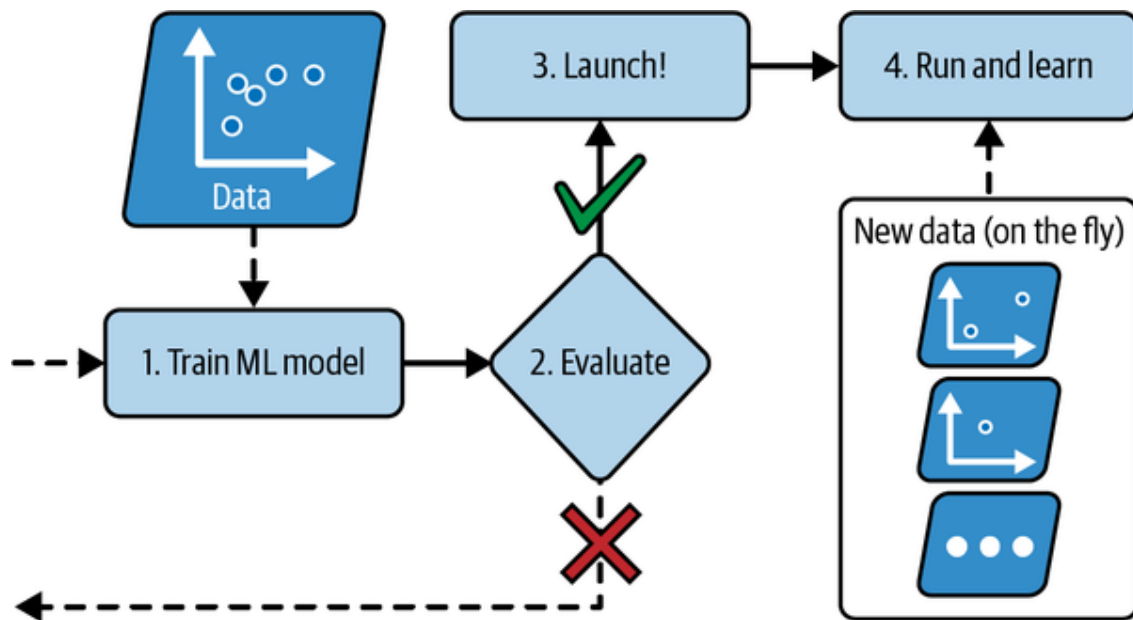 Data
1. Train ML model
2. Evaluate
3. Launch!
4. Run and learn
New data (on the fly)